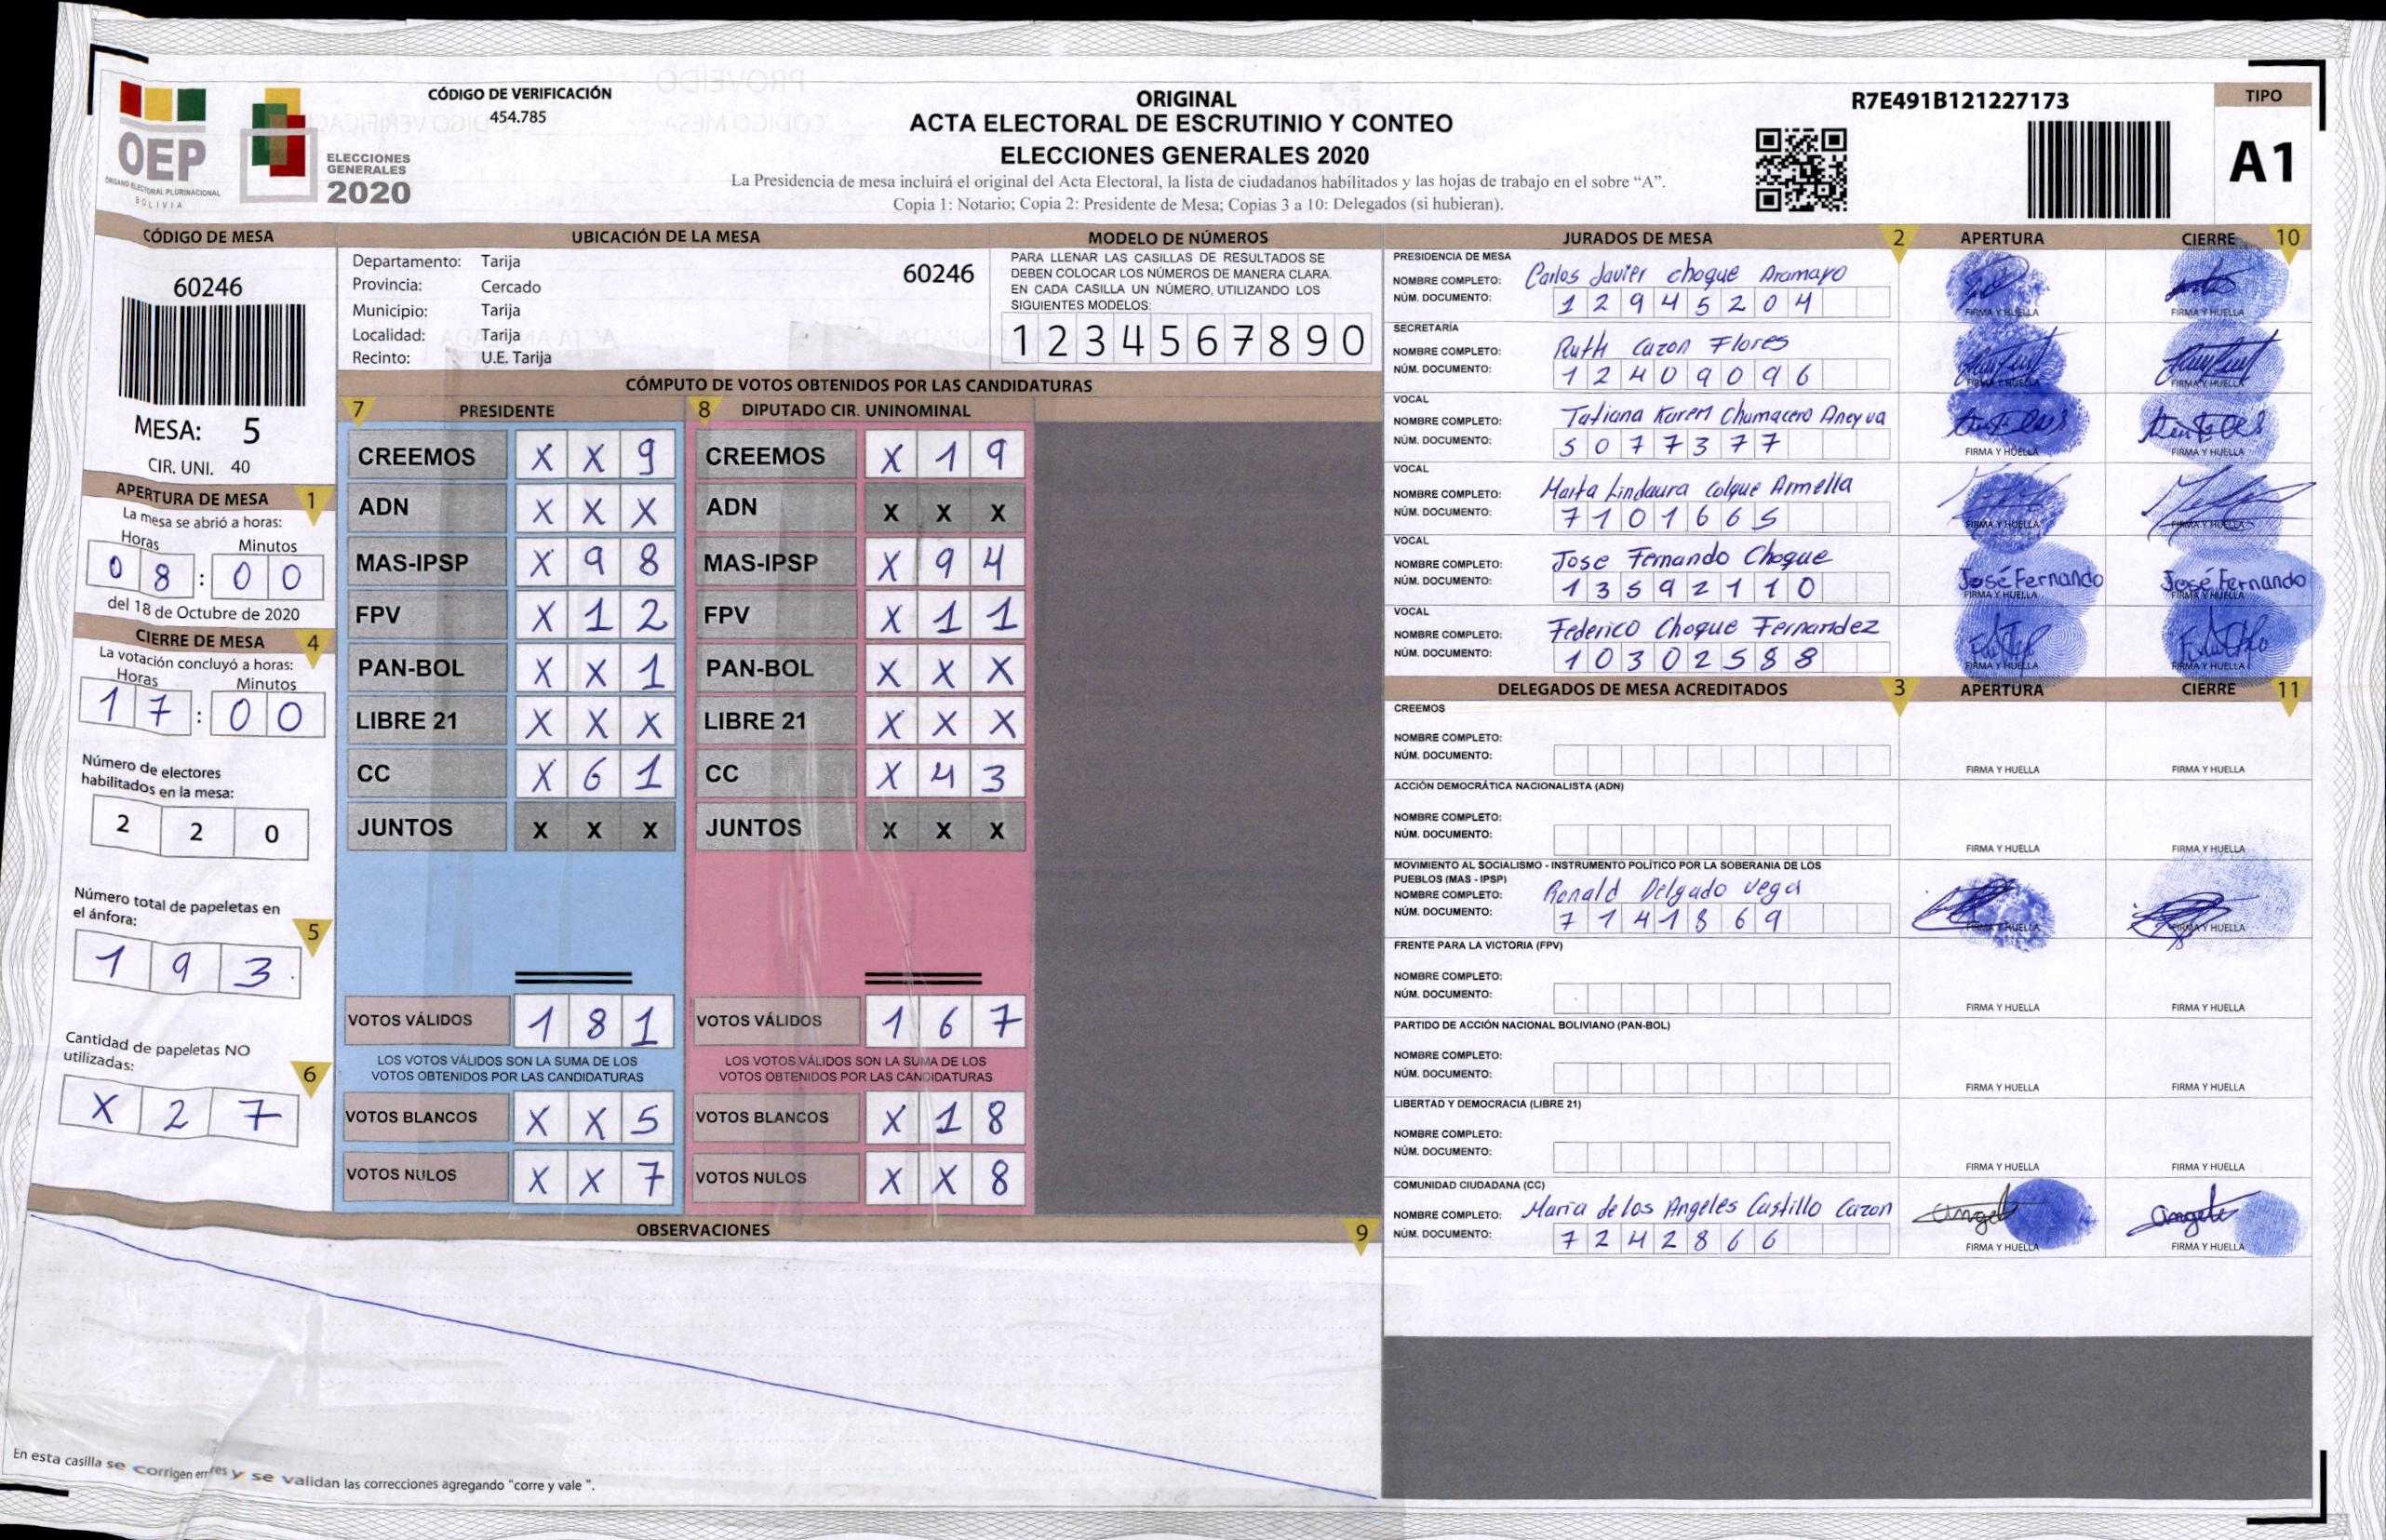 CÓDIGO DE VERIFICACIÓN
454.785
OEP
ÓRGANO ELECTORAL PLURINACIONAL
BOLIVIA
ELECCIONES
GENERALES
2020
ORIGINAL
ACTA ELECTORAL DE ESCRUTINIO Y CONTEO
ELECCIONES GENERALES 2020
La Presidencia de mesa incluirá el original del Acta Electoral, la lista de ciudadanos habilitados y las hojas de trabajo en el sobre “A”.
Copia 1: Notario; Copia 2: Presidente de Mesa; Copias 3 a 10: Delegados (si hubieran).
R7E491B121227173
TIPO
A1
CÓDIGO DE MESA
60246
MESA: 5
CIR. UNI. 40
APERTURA DE MESA 1
La mesa se abrió a horas:
Horas Minutos
0 8 : 0 0
del 18 de Octubre de 2020
CIERRE DE MESA 4
La votación concluyó a horas:
Horas Minutos
1 7 : 0 0
Número de electores
habilitados en la mesa:
2 2 0
Número total de papeletas en
el ánfora: 5
1 9 3
Cantidad de papeletas NO
utilizadas: 6
X 2 7
UBICACIÓN DE LA MESA
Departamento: Tarija
60246
Provincia: Cercado
Municipio: Tarija
Localidad: Tarija
Recinto: U.E. Tarija
MODELO DE NÚMEROS
PARA LLENAR LAS CASILLAS DE RESULTADOS SE
DEBEN COLOCAR LOS NÚMEROS DE MANERA CLARA.
EN CADA CASILLA UN NÚMERO, UTILIZANDO LOS
SIGUIENTES MODELOS:
1 2 3 4 5 6 7 8 9 0
CÓMPUTO DE VOTOS OBTENIDOS POR LAS CANDIDATURAS
7 PRESIDENTE 8 DIPUTADO CIR. UNINOMINAL
CREEMOS X X 9 CREEMOS X 1 9
ADN X X X ADN X X X
MAS-IPSP X 9 8 MAS-IPSP X 9 4
FPV X 1 2 FPV X 1 1
PAN-BOL X X 1 PAN-BOL X X X
LIBRE 21 X X X LIBRE 21 X X X
CC X 6 1 CC X 4 3
JUNTOS X X X JUNTOS X X X
VOTOS VÁLIDOS 1 8 1 VOTOS VÁLIDOS 1 6 7
LOS VOTOS VÁLIDOS SON LA SUMA DE LOS LOS VOTOS VÁLIDOS SON LA SUMA DE LOS
VOTOS OBTENIDOS POR LAS CANDIDATURAS VOTOS OBTENIDOS POR LAS CANDIDATURAS
VOTOS BLANCOS X X 5 VOTOS BLANCOS X 1 8
VOTOS NULOS X X 7 VOTOS NULOS X X 8
OBSERVACIONES 9
En esta casilla se corrigen errores y se validan las correcciones agregando "corre y vale ".
JURADOS DE MESA 2 APERTURA CIERRE 10
PRESIDENCIA DE MESA
NOMBRE COMPLETO: Carlos Javier choque Aramayo
NÚM. DOCUMENTO: 1 2 9 4 5 2 0 4
FIRMA Y HUELLA FIRMA Y HUELLA
SECRETARÍA
NOMBRE COMPLETO: Ruth Cazon Flores
NÚM. DOCUMENTO: 1 2 4 0 9 0 9 6
FIRMA Y HUELLA FIRMA Y HUELLA
VOCAL
NOMBRE COMPLETO: Tatiana Karem Chumacero
NÚM. DOCUMENTO: 5 0 7 7 3 7 7
FIRMA Y HUELLA FIRMA Y HUELLA
VOCAL
NOMBRE COMPLETO: Marta Lindaura Colque Armella
NÚM. DOCUMENTO: 7 1 0 1 6 6 5
FIRMA Y HUELLA FIRMA Y HUELLA
VOCAL
NOMBRE COMPLETO: Jose Fernando Choque
NÚM. DOCUMENTO: 1 3 5 9 2 1 1 0
José Fernando José Fernando
FIRMA Y HUELLA FIRMA Y HUELLA
VOCAL
NOMBRE COMPLETO: Federico Choque Fernandez
NÚM. DOCUMENTO: 1 0 3 0 2 5 8 8
FIRMA Y HUELLA FIRMA Y HUELLA
DELEGADOS DE MESA ACREDITADOS 3 APERTURA CIERRE 11
CREEMOS
NOMBRE COMPLETO:
NÚM. DOCUMENTO:
FIRMA Y HUELLA FIRMA Y HUELLA
ACCIÓN DEMOCRÁTICA NACIONALISTA (ADN)
NOMBRE COMPLETO:
NÚM. DOCUMENTO:
FIRMA Y HUELLA FIRMA Y HUELLA
MOVIMIENTO AL SOCIALISMO - INSTRUMENTO POLÍTICO POR LA SOBERANIA DE LOS
PUEBLOS (MAS - IPSP)
NOMBRE COMPLETO: Ronald Delgado Vega
NÚM. DOCUMENTO: 7 1 4 1 8 6 9
FIRMA Y HUELLA FIRMA Y HUELLA
FRENTE PARA LA VICTORIA (FPV)
NOMBRE COMPLETO:
NÚM. DOCUMENTO:
FIRMA Y HUELLA FIRMA Y HUELLA
PARTIDO DE ACCIÓN NACIONAL BOLIVIANO (PAN-BOL)
NOMBRE COMPLETO:
NÚM. DOCUMENTO:
FIRMA Y HUELLA FIRMA Y HUELLA
LIBERTAD Y DEMOCRACIA (LIBRE 21)
NOMBRE COMPLETO:
NÚM. DOCUMENTO:
FIRMA Y HUELLA FIRMA Y HUELLA
COMUNIDAD CIUDADANA (CC)
NOMBRE COMPLETO: Maria de los Angeles Castillo Cazon
NÚM. DOCUMENTO: 7 2 4 2 8 6 6
FIRMA Y HUELLA FIRMA Y HUELLA